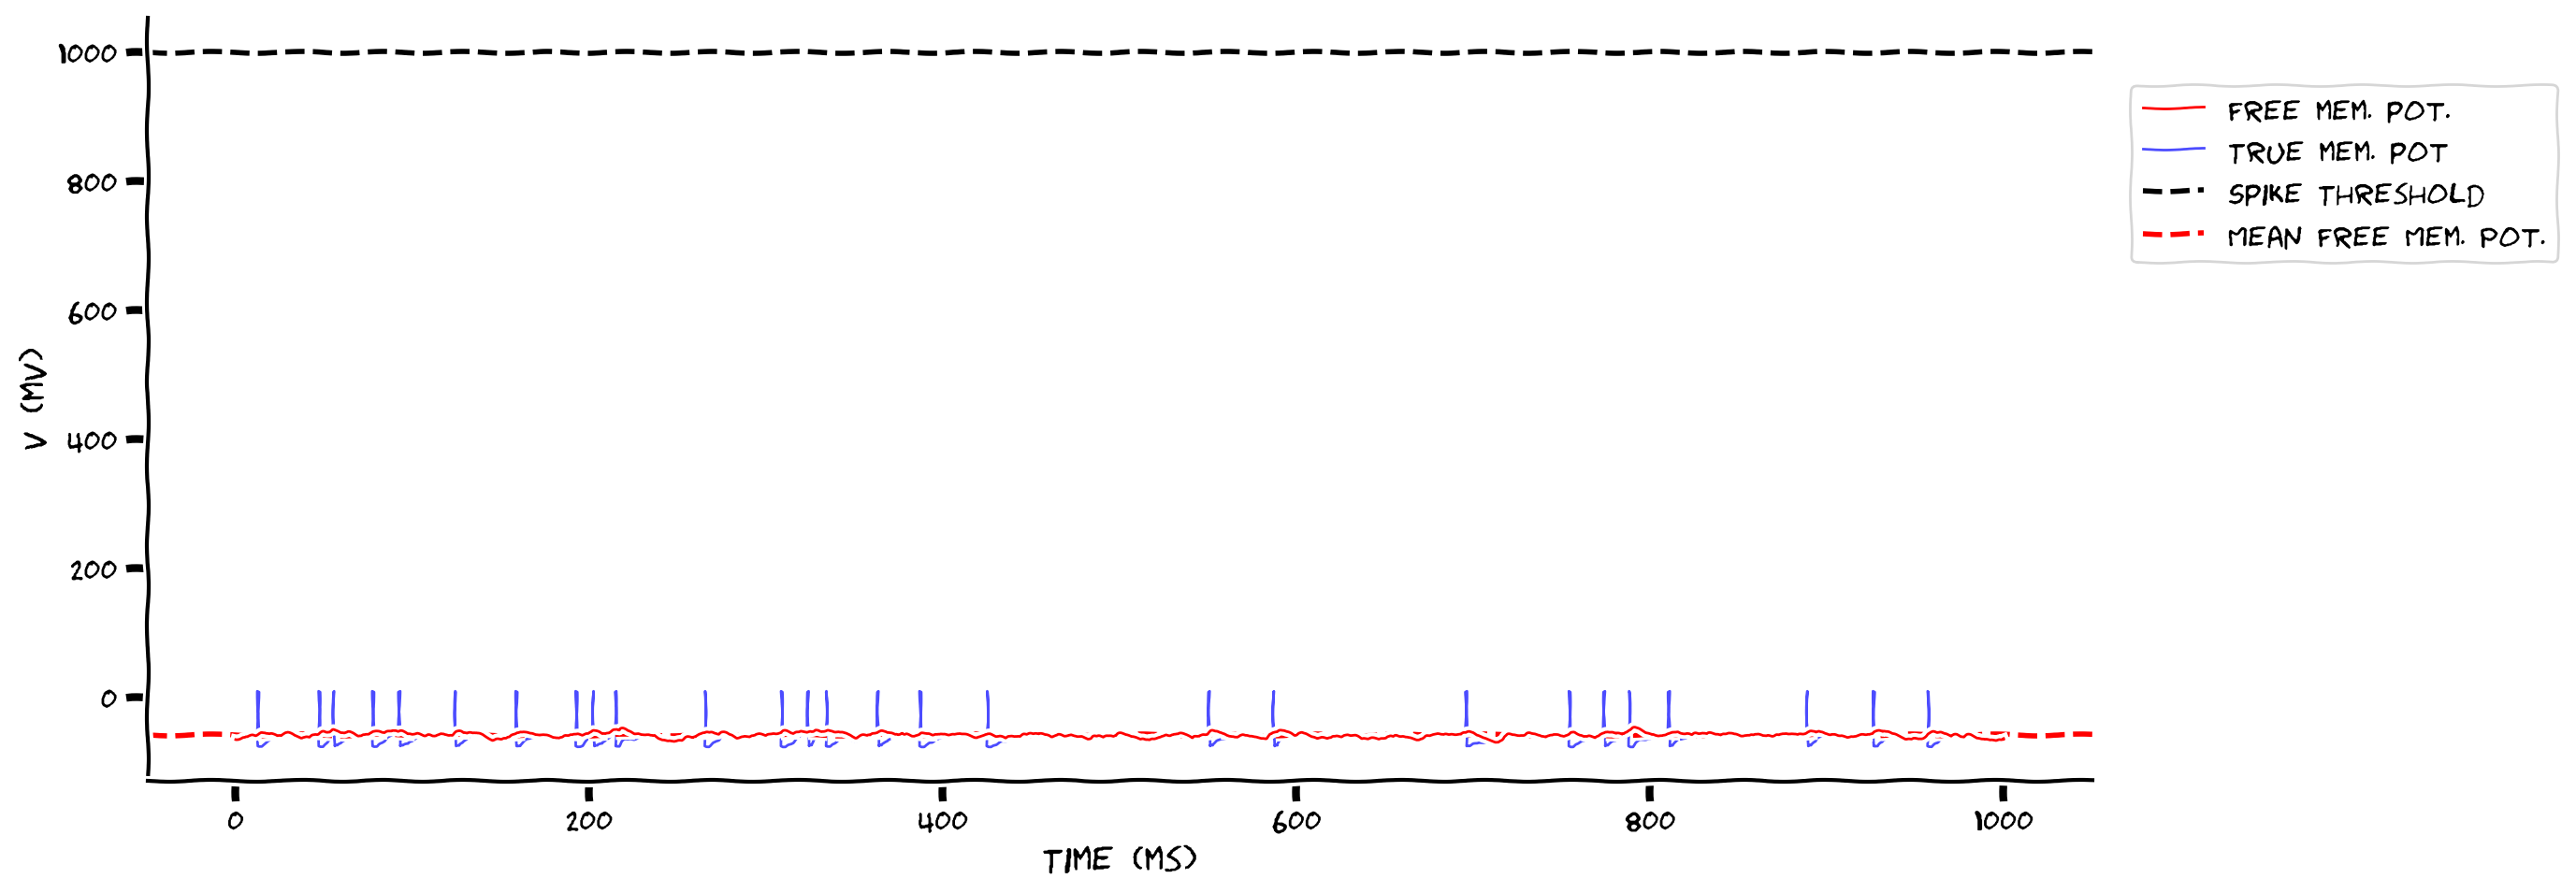 1000
800
600
400
200
0
V (MV)
0 200 400 600 800 1000
TIME (MS)
FREE MEM. POT.
TRUE MEM. POT
SPIKE THRESHOLD
MEAN FREE MEM. POT.